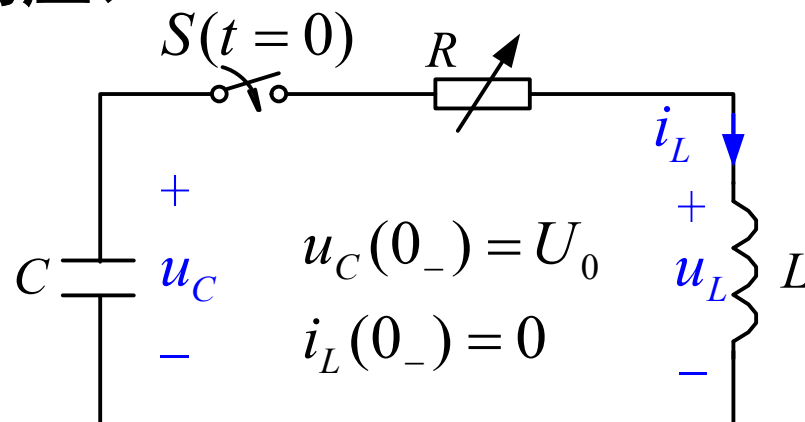 S(t = 0)
R
i_L
+
+
u_C(0_−) = U_0
C
u_C
u_L
L
i_L(0_−) = 0
−
−